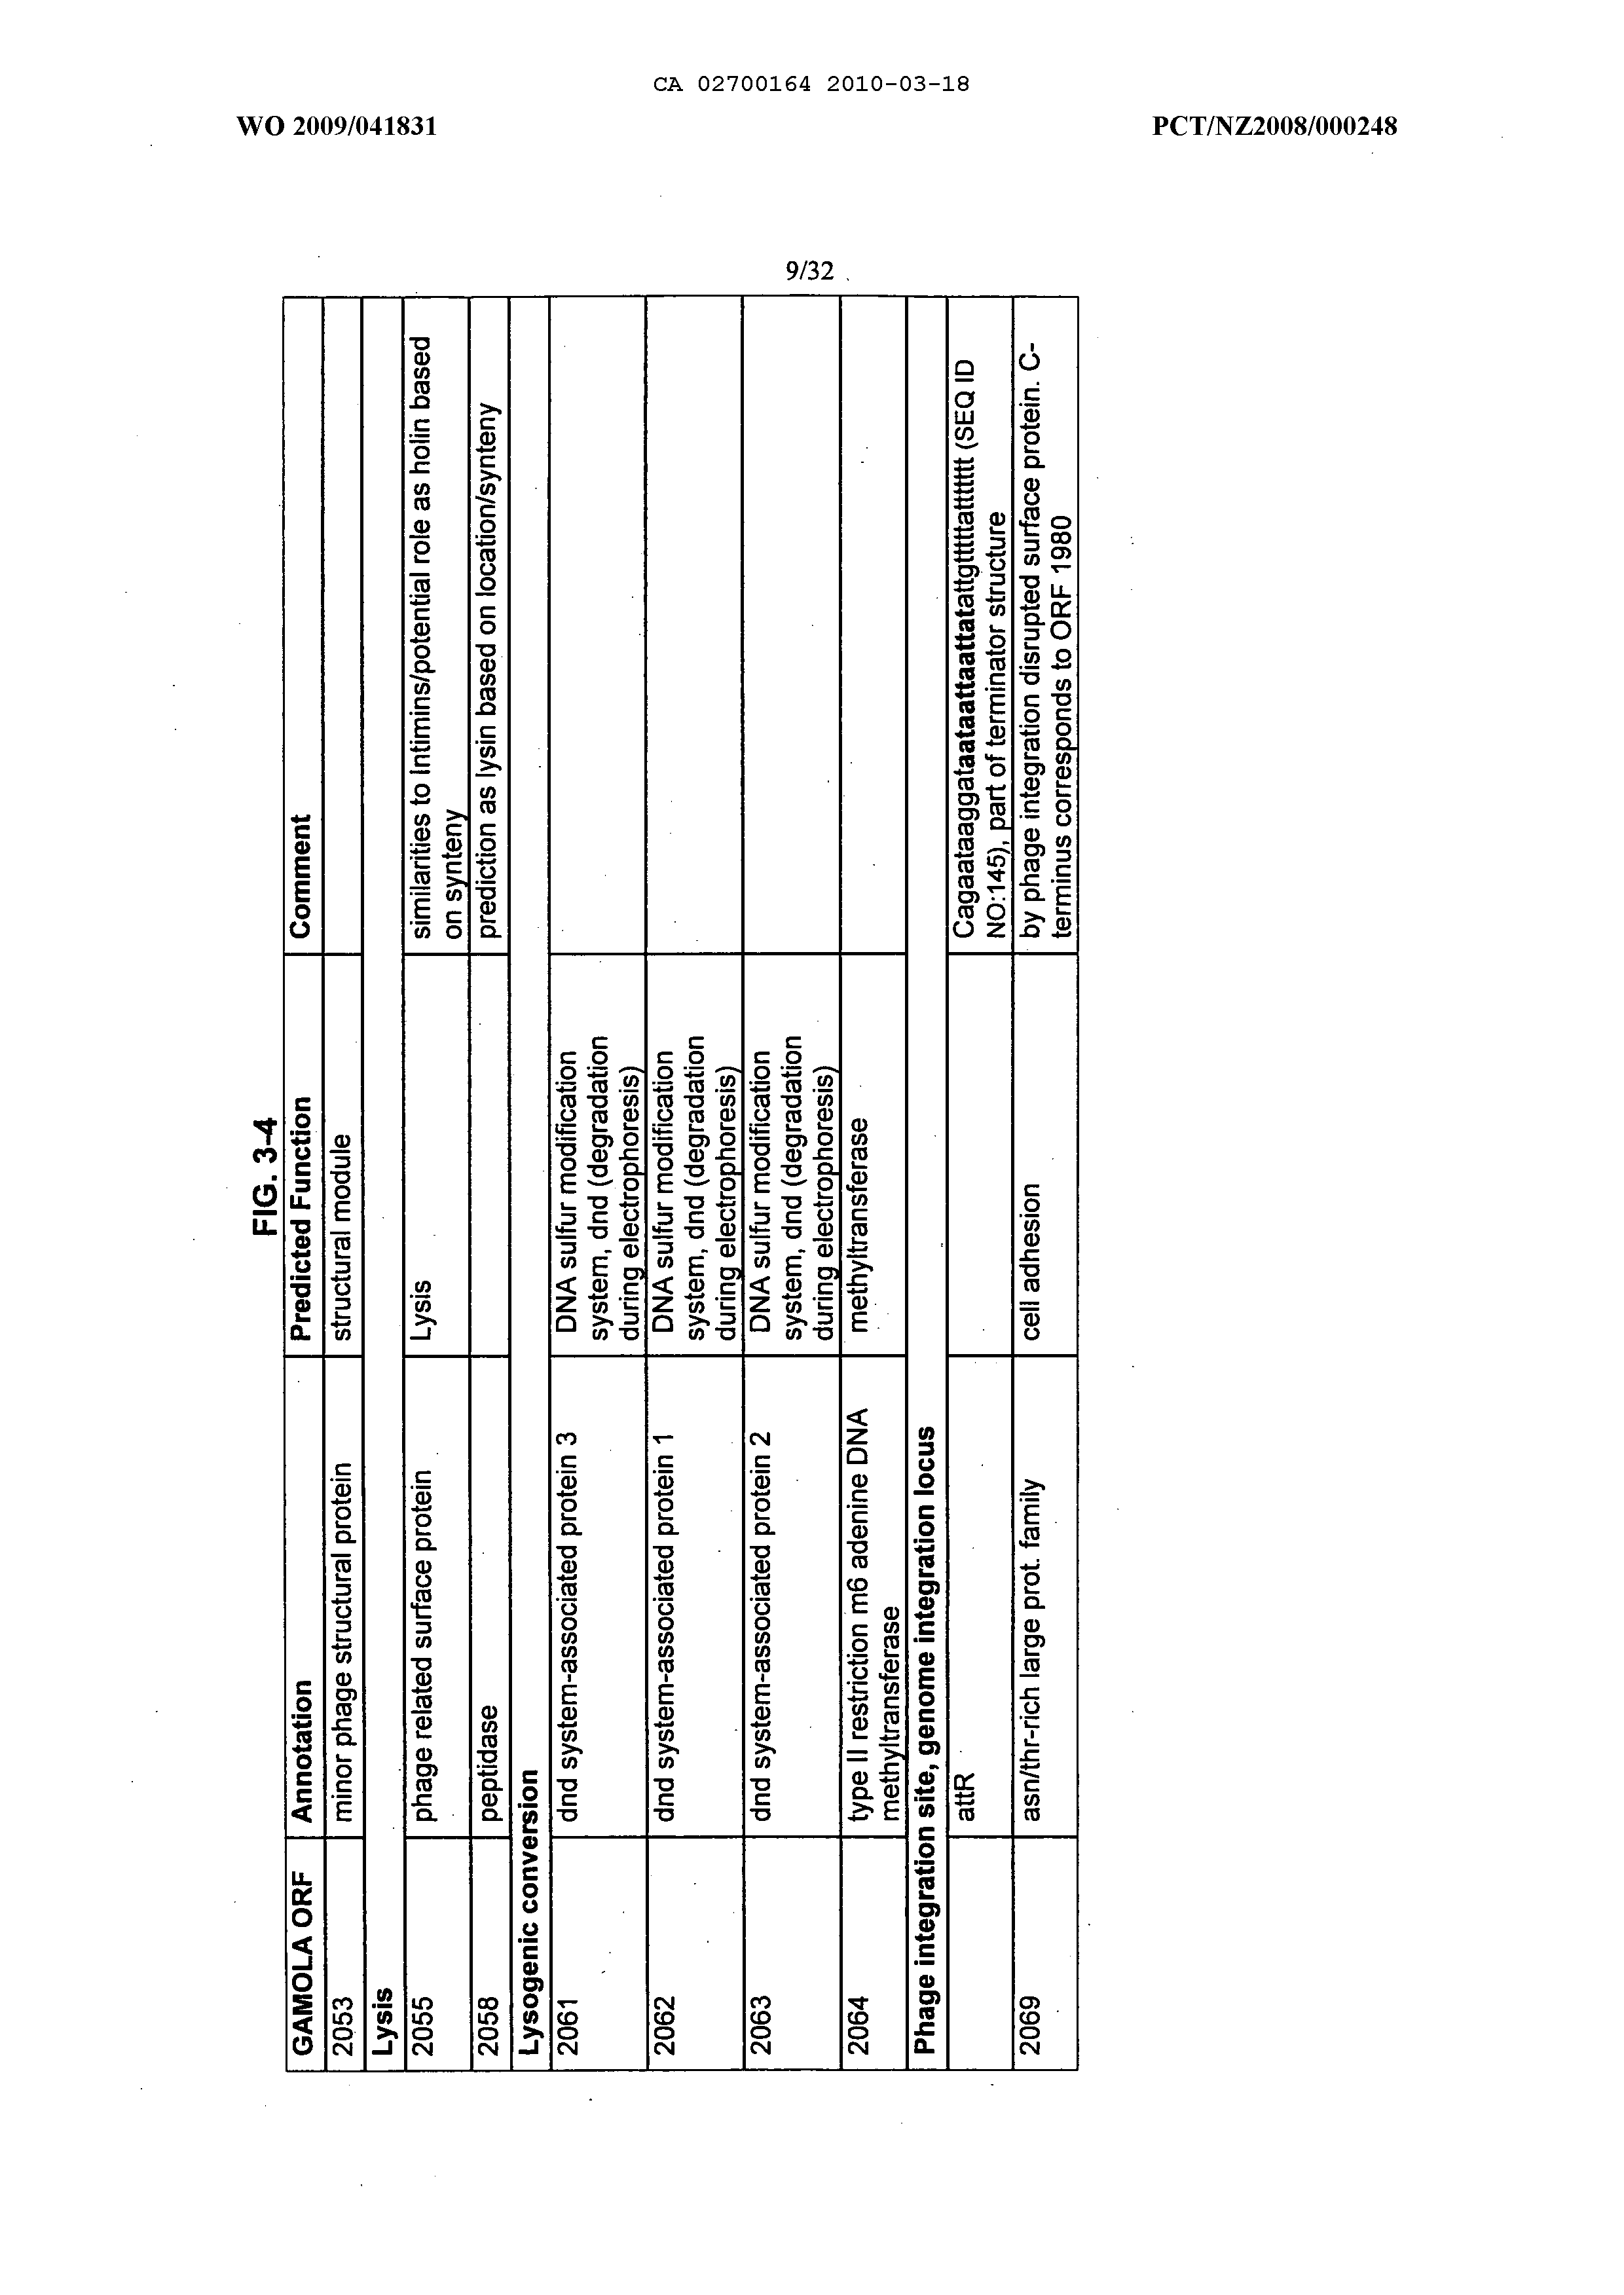 CA 02700164 2010-03-18
WO 2009/041831
PCT/NZ2008/000248
9/32
FIG. 3-4
GAMOLA ORF Annotation Predicted Function Comment
2053 minor phage structural protein structural module
Lysis
2055 phage related surface protein Lysis similarities to Intimins/potential role as holin based
on synteny
2058 peptidase prediction as lysin based on location/synteny
Lysogenic conversion
2061 dnd system-associated protein 3 DNA sulfur modification
system, dnd (degradation
during electrophoresis)
2062 dnd system-associated protein 1 DNA sulfur modification
system, dnd (degradation
during electrophoresis)
2063 dnd system-associated protein 2 DNA sulfur modification
system, dnd (degradation
during electrophoresis)
2064 type II restriction m6 adenine DNA methyltransferase
methyltransferase
Phage integration site, genome integration locus
attR (SEQ ID
NO:145), part of terminator structure
2069 asn/thr-rich large prot. family cell adhesion by phage integration disrupted surface protein. C-
terminus corresponds to ORF 1980